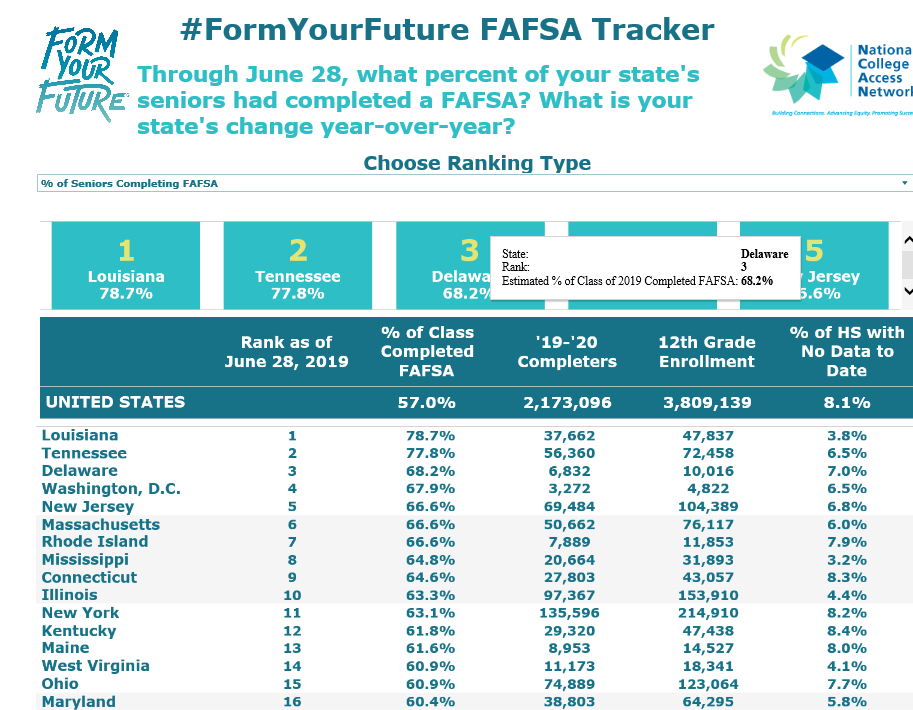 #FormYourFuture FAFSA Tracker
FORM
YOUR
FUTURE
Through June 28, what percent of your state's
seniors had completed a FAFSA? What is your
state's change year-over-year?
Nationa
College
Access
Network
Building Connections. Advancing Equity. Promoting Succe
Choose Ranking Type
% of Seniors Completing FAFSA
1
Louisiana
78.7%
2
Tennessee
77.8%
3
Delawa
68.2%
State: Delaware
Rank: 3
Estimated % of Class of 2019 Completed FAFSA: 68.2%
5
Jersey
6.6%
Rank as of June 28, 2019
% of Class Completed FAFSA
'19-'20 Completers
12th Grade Enrollment
% of HS with No Data to Date
UNITED STATES 57.0% 2,173,096 3,809,139 8.1%
Louisiana 1 78.7% 37,662 47,837 3.8%
Tennessee 2 77.8% 56,360 72,458 6.5%
Delaware 3 68.2% 6,832 10,016 7.0%
Washington, D.C. 4 67.9% 3,272 4,822 6.5%
New Jersey 5 66.6% 69,484 104,389 6.8%
Massachusetts 6 66.6% 50,662 76,117 6.0%
Rhode Island 7 66.6% 7,889 11,853 7.9%
Mississippi 8 64.8% 20,664 31,893 3.2%
Connecticut 9 64.6% 27,803 43,057 8.3%
Illinois 10 63.3% 97,367 153,910 4.4%
New York 11 63.1% 135,596 214,910 8.2%
Kentucky 12 61.8% 29,320 47,438 8.4%
Maine 13 61.6% 8,953 14,527 8.0%
West Virginia 14 60.9% 11,173 18,341 4.1%
Ohio 15 60.9% 74,889 123,064 7.7%
Maryland 16 60.4% 38,803 64,295 5.8%